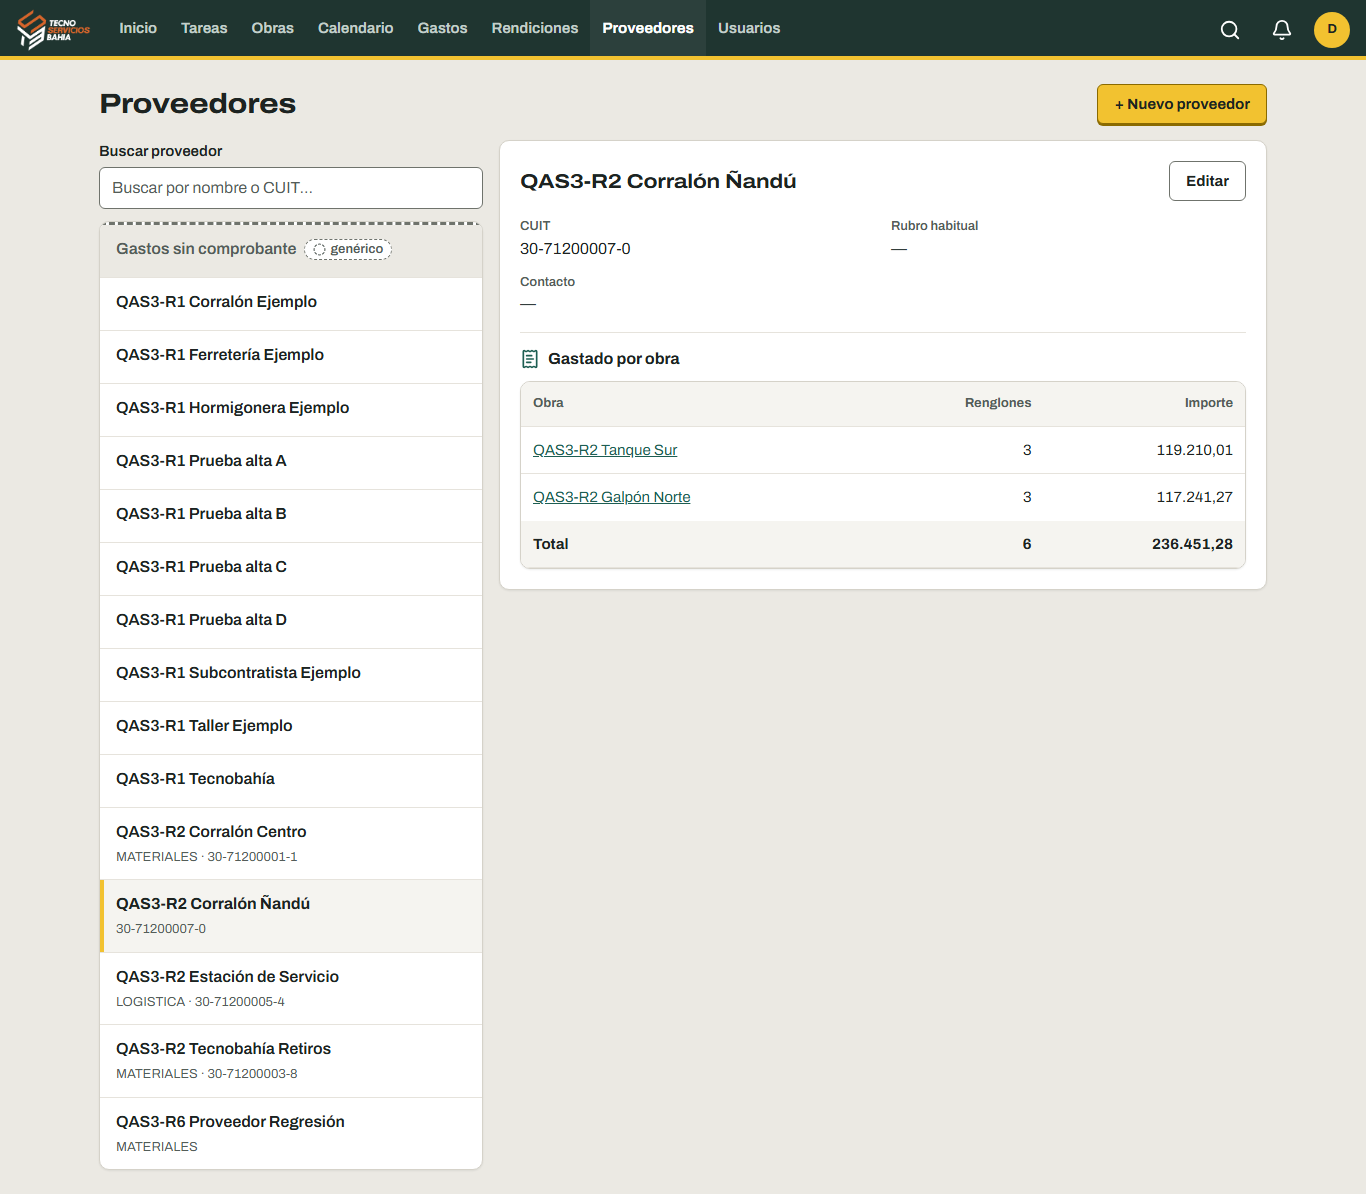 TECNO
SERVICIOS
BAHIA
Inicio
Tareas
Obras
Calendario
Gastos
Rendiciones
Proveedores
Usuarios
D
Proveedores
+ Nuevo proveedor
Buscar proveedor
Buscar por nombre o CUIT...
Gastos sin comprobante
genérico
QAS3-R1 Corralón Ejemplo
QAS3-R1 Ferretería Ejemplo
QAS3-R1 Hormigonera Ejemplo
QAS3-R1 Prueba alta A
QAS3-R1 Prueba alta B
QAS3-R1 Prueba alta C
QAS3-R1 Prueba alta D
QAS3-R1 Subcontratista Ejemplo
QAS3-R1 Taller Ejemplo
QAS3-R1 Tecnobahía
QAS3-R2 Corralón Centro
MATERIALES · 30-71200001-1
QAS3-R2 Corralón Ñandú
30-71200007-0
QAS3-R2 Estación de Servicio
LOGISTICA · 30-71200005-4
QAS3-R2 Tecnobahía Retiros
MATERIALES · 30-71200003-8
QAS3-R6 Proveedor Regresión
MATERIALES
QAS3-R2 Corralón Ñandú
Editar
CUIT
30-71200007-0
Rubro habitual
—
Contacto
—
Gastado por obra
Obra Renglones Importe
QAS3-R2 Tanque Sur 3 119.210,01
QAS3-R2 Galpón Norte 3 117.241,27
Total 6 236.451,28